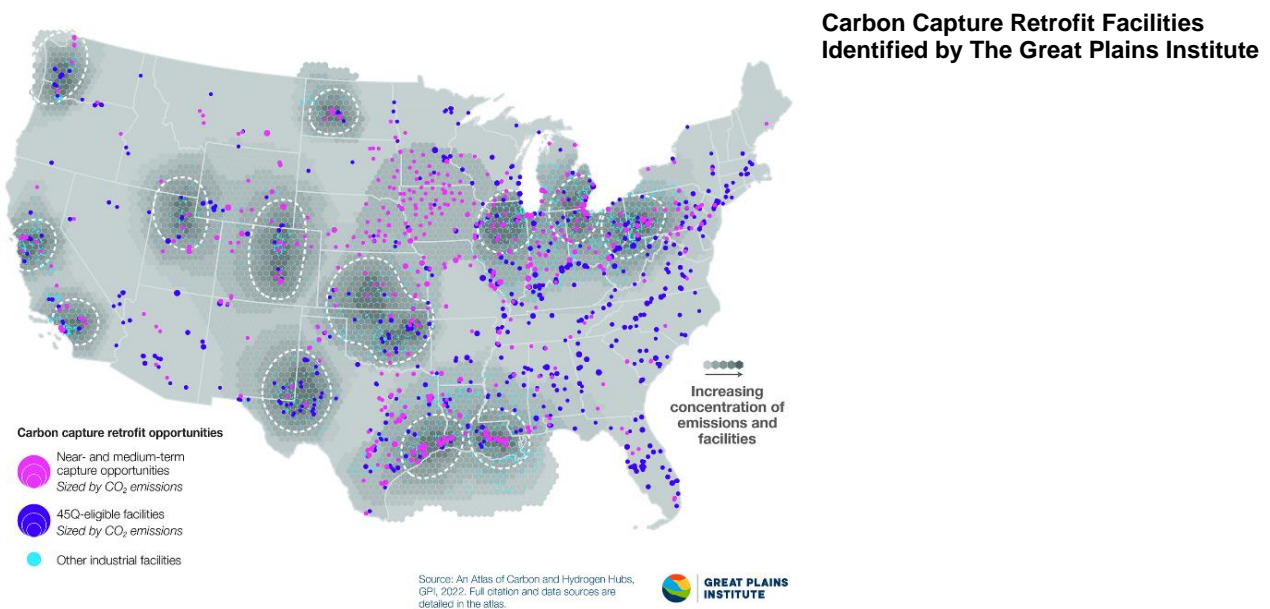 Carbon Capture Retrofit Facilities
Identified by The Great Plains Institute
Increasing
concentration of
emissions and
facilities
Carbon capture retrofit opportunities
Near- and medium-term
capture opportunities
Sized by CO₂ emissions
45Q-eligible facilities
Sized by CO₂ emissions
Other industrial facilities
Source: An Atlas of Carbon and Hydrogen Hubs,
GPI, 2022. Full citation and data sources are
detailed in the atlas.
GREAT PLAINS
INSTITUTE